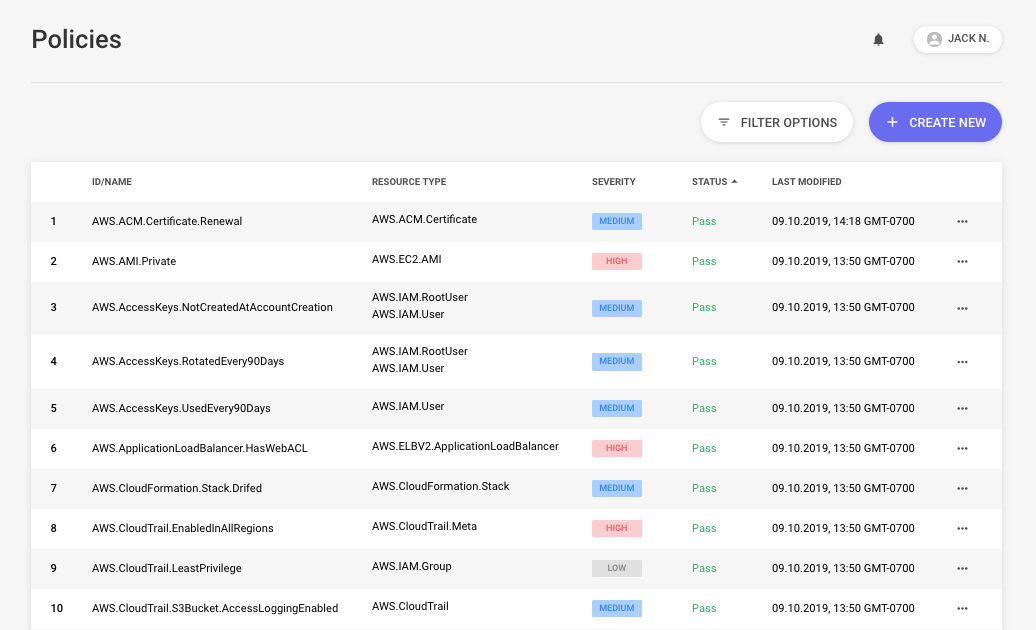 Policies
JACK N.
FILTER OPTIONS
+ CREATE NEW
ID/NAME RESOURCE TYPE SEVERITY STATUS LAST MODIFIED
1 AWS.ACM.Certificate.Renewal AWS.ACM.Certificate MEDIUM Pass 09.10.2019, 14:18 GMT-0700 ···
2 AWS.AMI.Private AWS.EC2.AMI HIGH Pass 09.10.2019, 13:50 GMT-0700 ···
3 AWS.AccessKeys.NotCreatedAtAccountCreation AWS.IAM.RootUser MEDIUM Pass 09.10.2019, 13:50 GMT-0700 ···
AWS.IAM.User
4 AWS.AccessKeys.RotatedEvery90Days AWS.IAM.RootUser MEDIUM Pass 09.10.2019, 13:50 GMT-0700 ···
AWS.IAM.User
5 AWS.AccessKeys.UsedEvery90Days AWS.IAM.User MEDIUM Pass 09.10.2019, 13:50 GMT-0700 ···
6 AWS.ApplicationLoadBalancer.HasWebACL AWS.ELBV2.ApplicationLoadBalancer HIGH Pass 09.10.2019, 13:50 GMT-0700 ···
7 AWS.CloudFormation.Stack.Drifed AWS.CloudFormation.Stack MEDIUM Pass 09.10.2019, 13:50 GMT-0700 ···
8 AWS.CloudTrail.EnabledInAllRegions AWS.CloudTrail.Meta HIGH Pass 09.10.2019, 13:50 GMT-0700 ···
9 AWS.CloudTrail.LeastPrivilege AWS.IAM.Group LOW Pass 09.10.2019, 13:50 GMT-0700 ···
10 AWS.CloudTrail.S3Bucket.AccessLoggingEnabled AWS.CloudTrail MEDIUM Pass 09.10.2019, 13:50 GMT-0700 ···